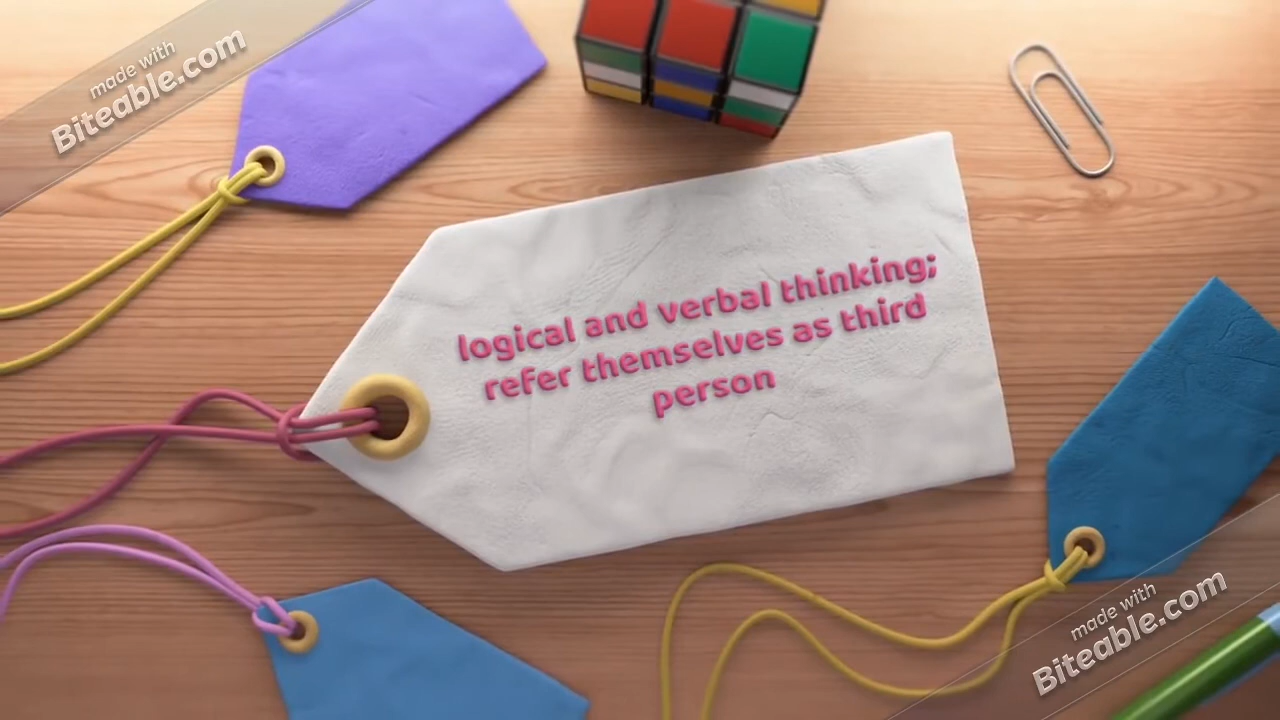 made with
Biteable.com
logical and verbal thinking;
refer themselves as third
person
made with
Biteable.com